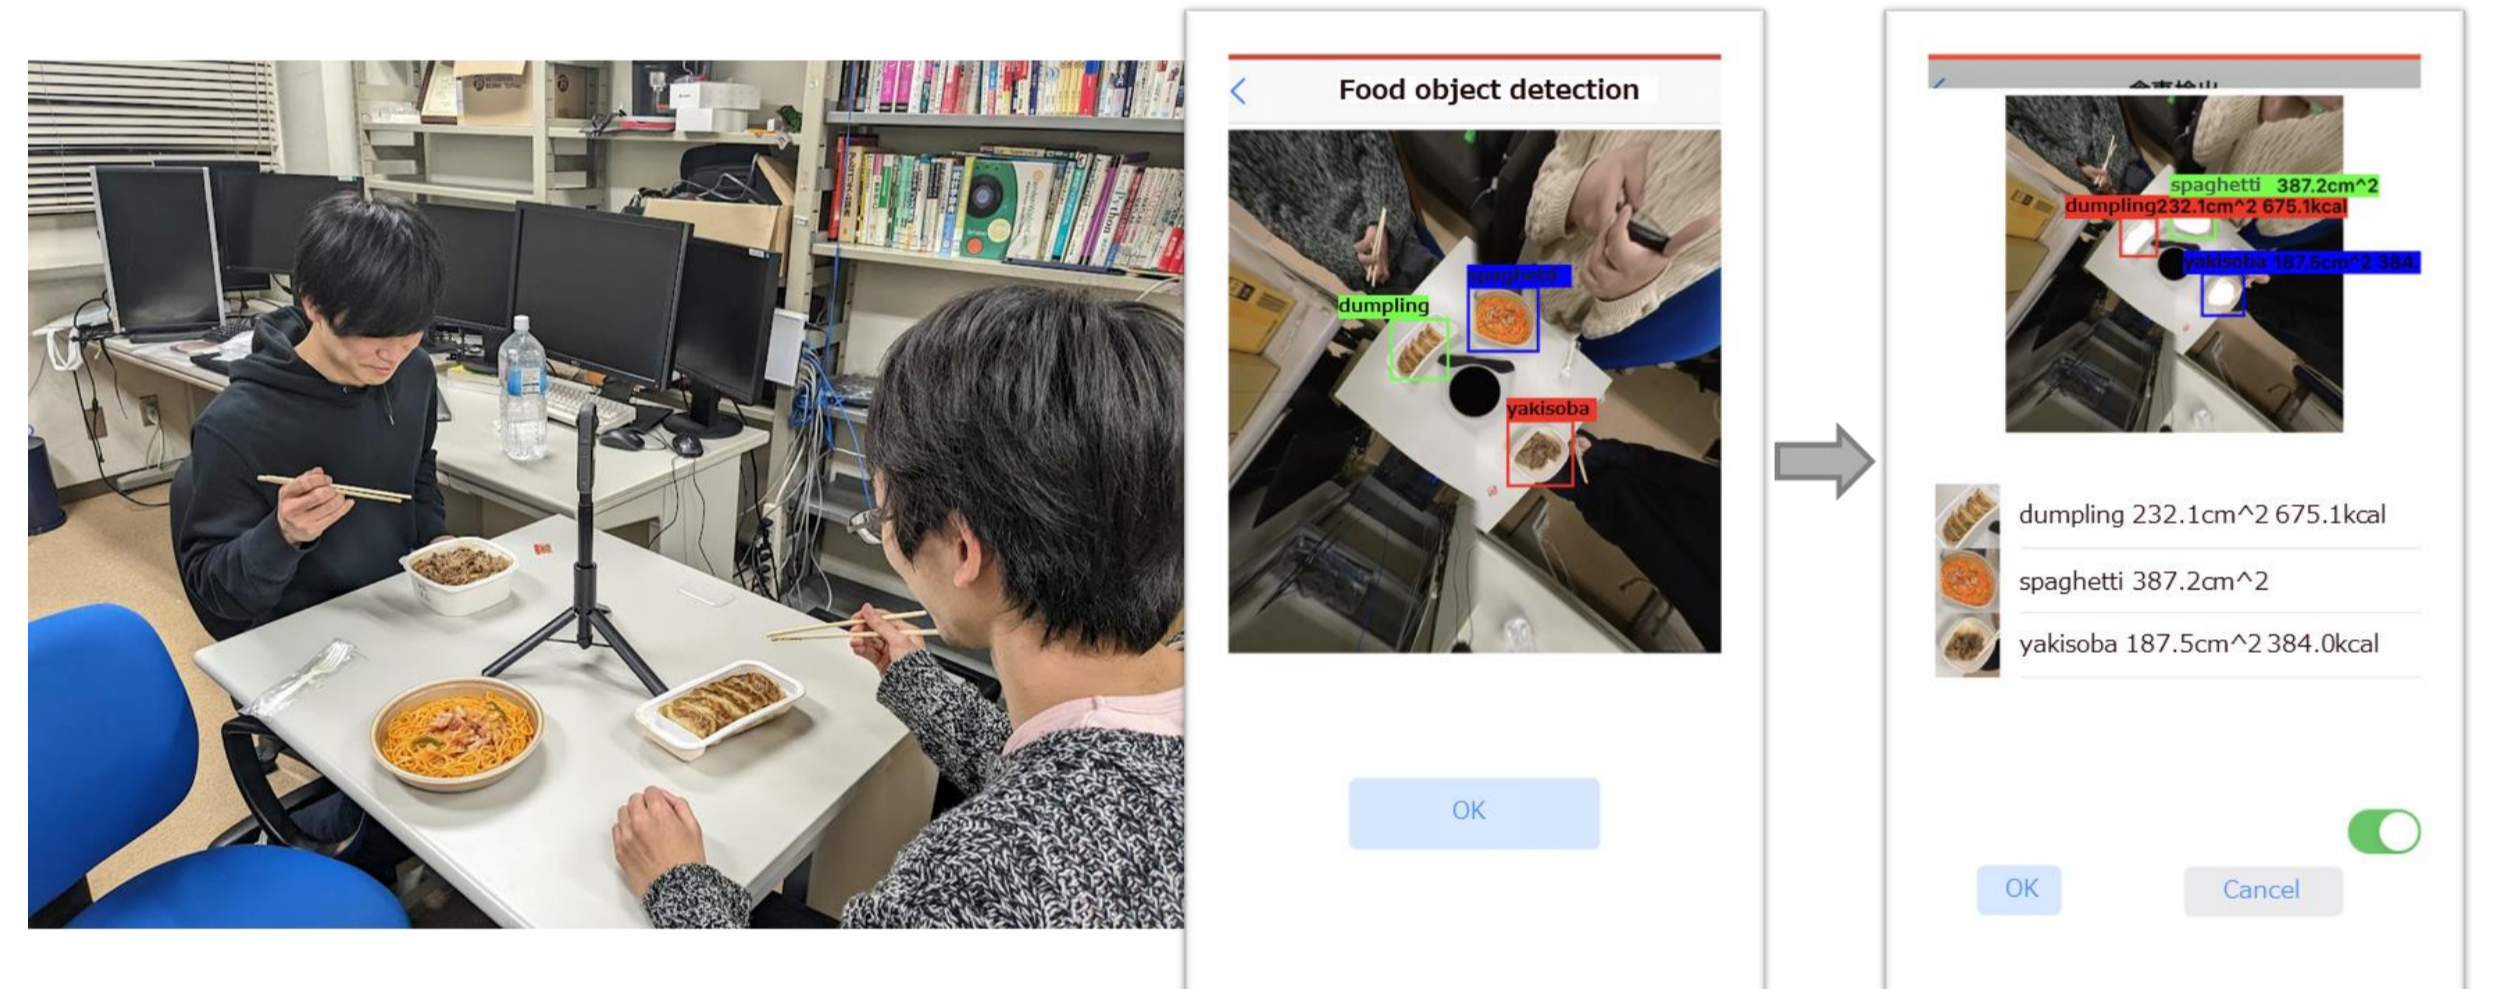 Food object detection
spaghetti
dumpling
yakisoba
OK
spaghetti 387.2cm^2
dumpling232.1cm^2 675.1kcal
yakisoba 187.5cm^2 384
dumpling 232.1cm^2 675.1kcal
spaghetti 387.2cm^2
yakisoba 187.5cm^2 384.0kcal
OK
Cancel
Python